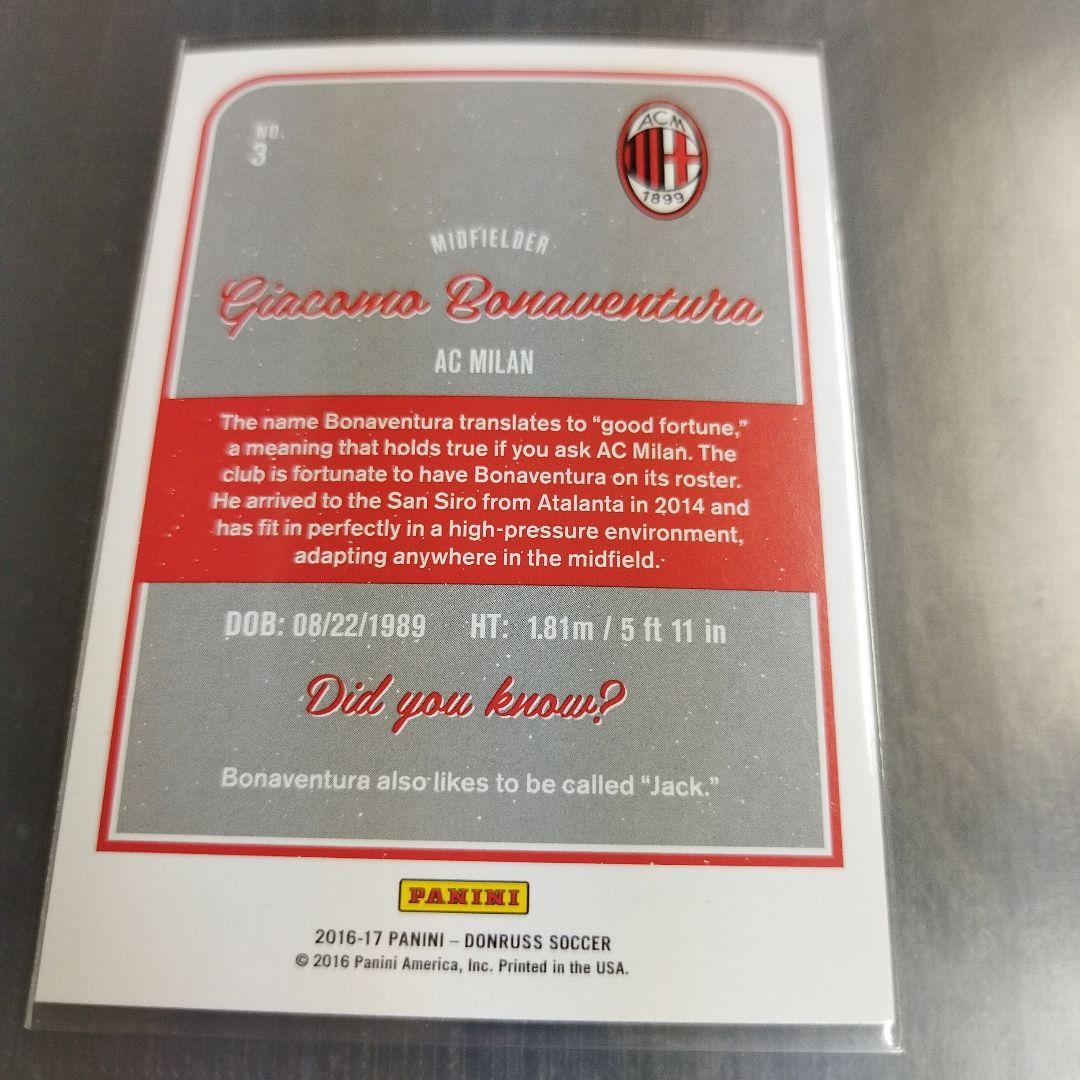 NO.
3
ACM
1899
MIDFIELDER
Giacomo Bonaventura
AC MILAN
The name Bonaventura translates to “good fortune,”
a meaning that holds true if you ask AC Milan. The
club is fortunate to have Bonaventura on its roster.
He arrived to the San Siro from Atalanta in 2014 and
has fit in perfectly in a high-pressure environment,
adapting anywhere in the midfield.
DOB: 08/22/1989 HT: 1.81m / 5 ft 11 in
Did you know?
Bonaventura also likes to be called “Jack.”
PANINI
2016-17 PANINI – DONRUSS SOCCER
© 2016 Panini America, Inc. Printed in the USA.